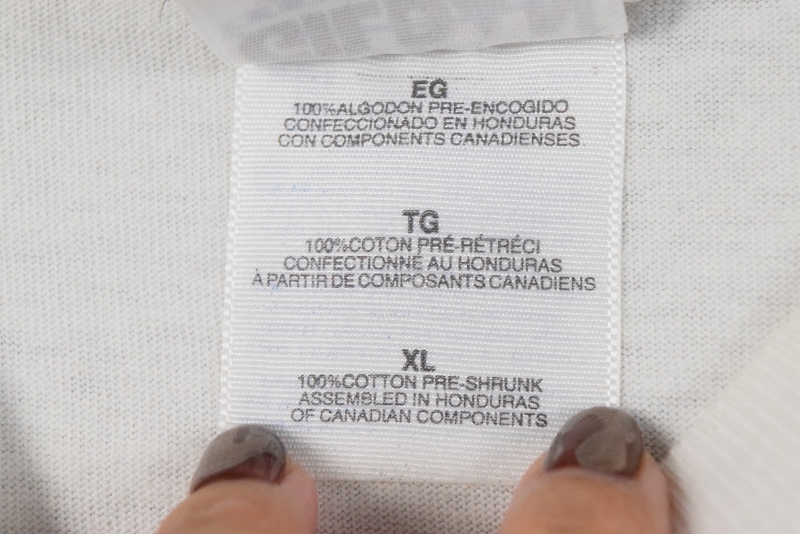 EG
100%ALGODON PRE-ENCOGIDO
CONFECCIONADO EN HONDURAS
CON COMPONENTS CANADIENSES
TG
100%COTON PRÉ-RÉTRÉCI
CONFECTIONNE AU HONDURAS
À PARTIR DE COMPOSANTS CANADIENS
XL
100%COTTON PRE-SHRUNK
ASSEMBLED IN HONDURAS
OF CANADIAN COMPONENTS